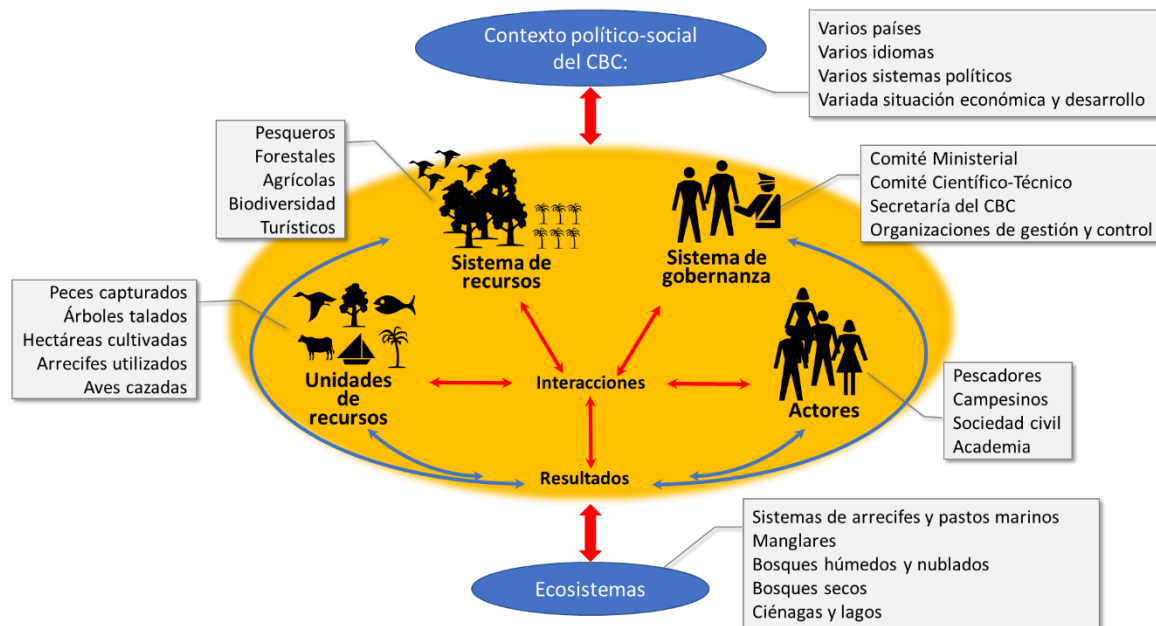 Contexto político-social
del CBC:
Varios países
Varios idiomas
Varios sistemas políticos
Variada situación económica y desarrollo
Pesqueros
Forestales
Agrícolas
Biodiversidad
Turísticos
Comité Ministerial
Comité Científico-Técnico
Secretaría del CBC
Organizaciones de gestión y control
Sistema de
recursos
Sistema de
gobernanza
Peces capturados
Árboles talados
Hectáreas cultivadas
Arrecifes utilizados
Aves cazadas
Unidades
de
recursos
Interacciones
Actores
Pescadores
Campesinos
Sociedad civil
Academia
Resultados
Ecosistemas
Sistemas de arrecifes y pastos marinos
Manglares
Bosques húmedos y nublados
Bosques secos
Ciénagas y lagos